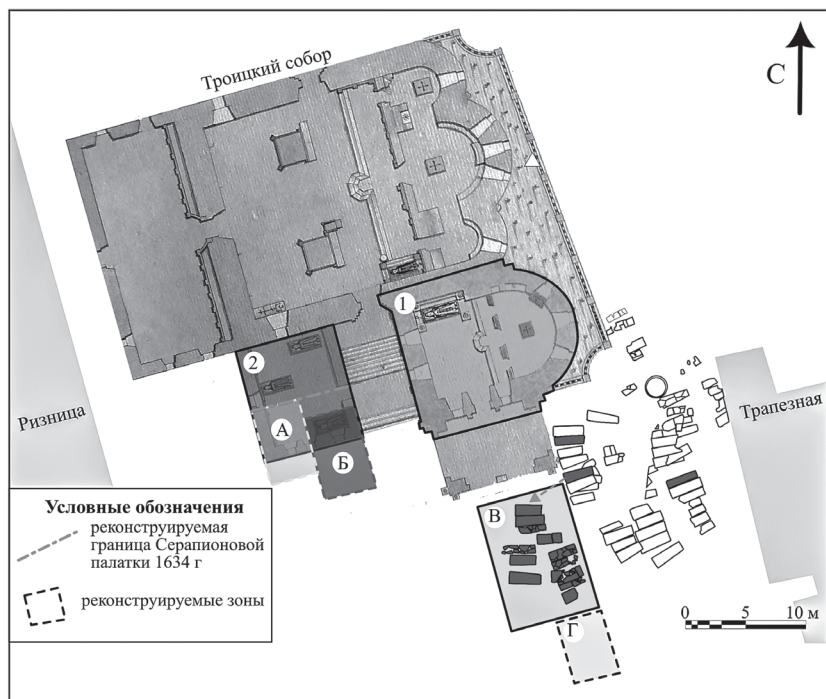 Троицкий собор
С
1
2
А
Б
Ризница
Трапезная
В
Г
Условные обозначения
реконструируемая
граница Серапионовой
палатки 1634 г
реконструируемые зоны
0 5 10 м